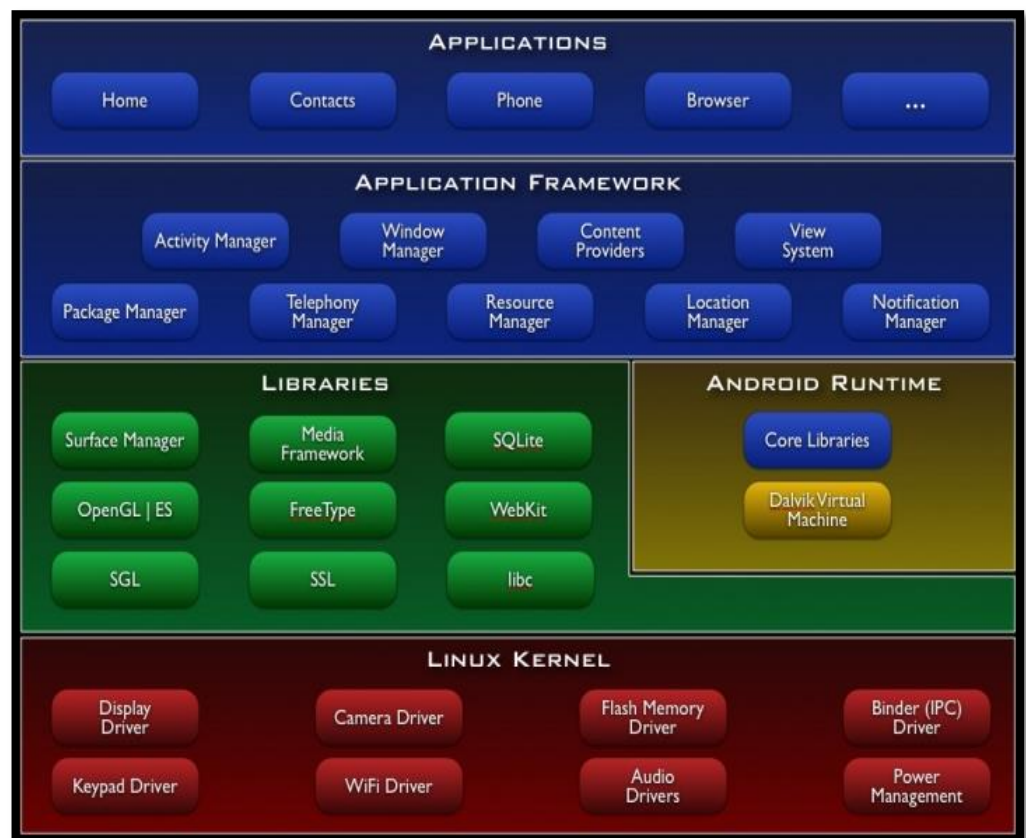 APPLICATIONS
Home
Contacts
Phone
Browser
...
APPLICATION FRAMEWORK
Activity Manager
Window
Manager
Content
Providers
View
System
Package Manager
Telephony
Manager
Resource
Manager
Location
Manager
Notification
Manager
LIBRARIES
Surface Manager
Media
Framework
SQLite
OpenGL | ES
FreeType
WebKit
SGL
SSL
libc
ANDROID RUNTIME
Core Libraries
Dalvik Virtual
Machine
LINUX KERNEL
Display
Driver
Camera Driver
Flash Memory
Driver
Binder (IPC)
Driver
Keypad Driver
WiFi Driver
Audio
Drivers
Power
Management